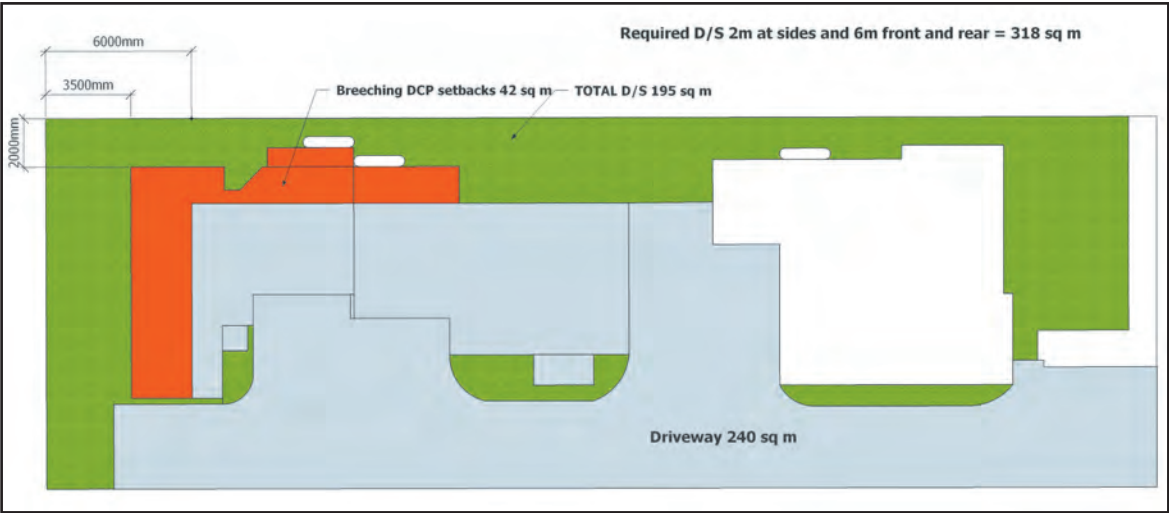 Required D/S 2m at sides and 6m front and rear = 318 sq m
6000mm
3500mm
Breeching DCP setbacks 42 sq m
TOTAL D/S 195 sq m
2000mm
Driveway 240 sq m